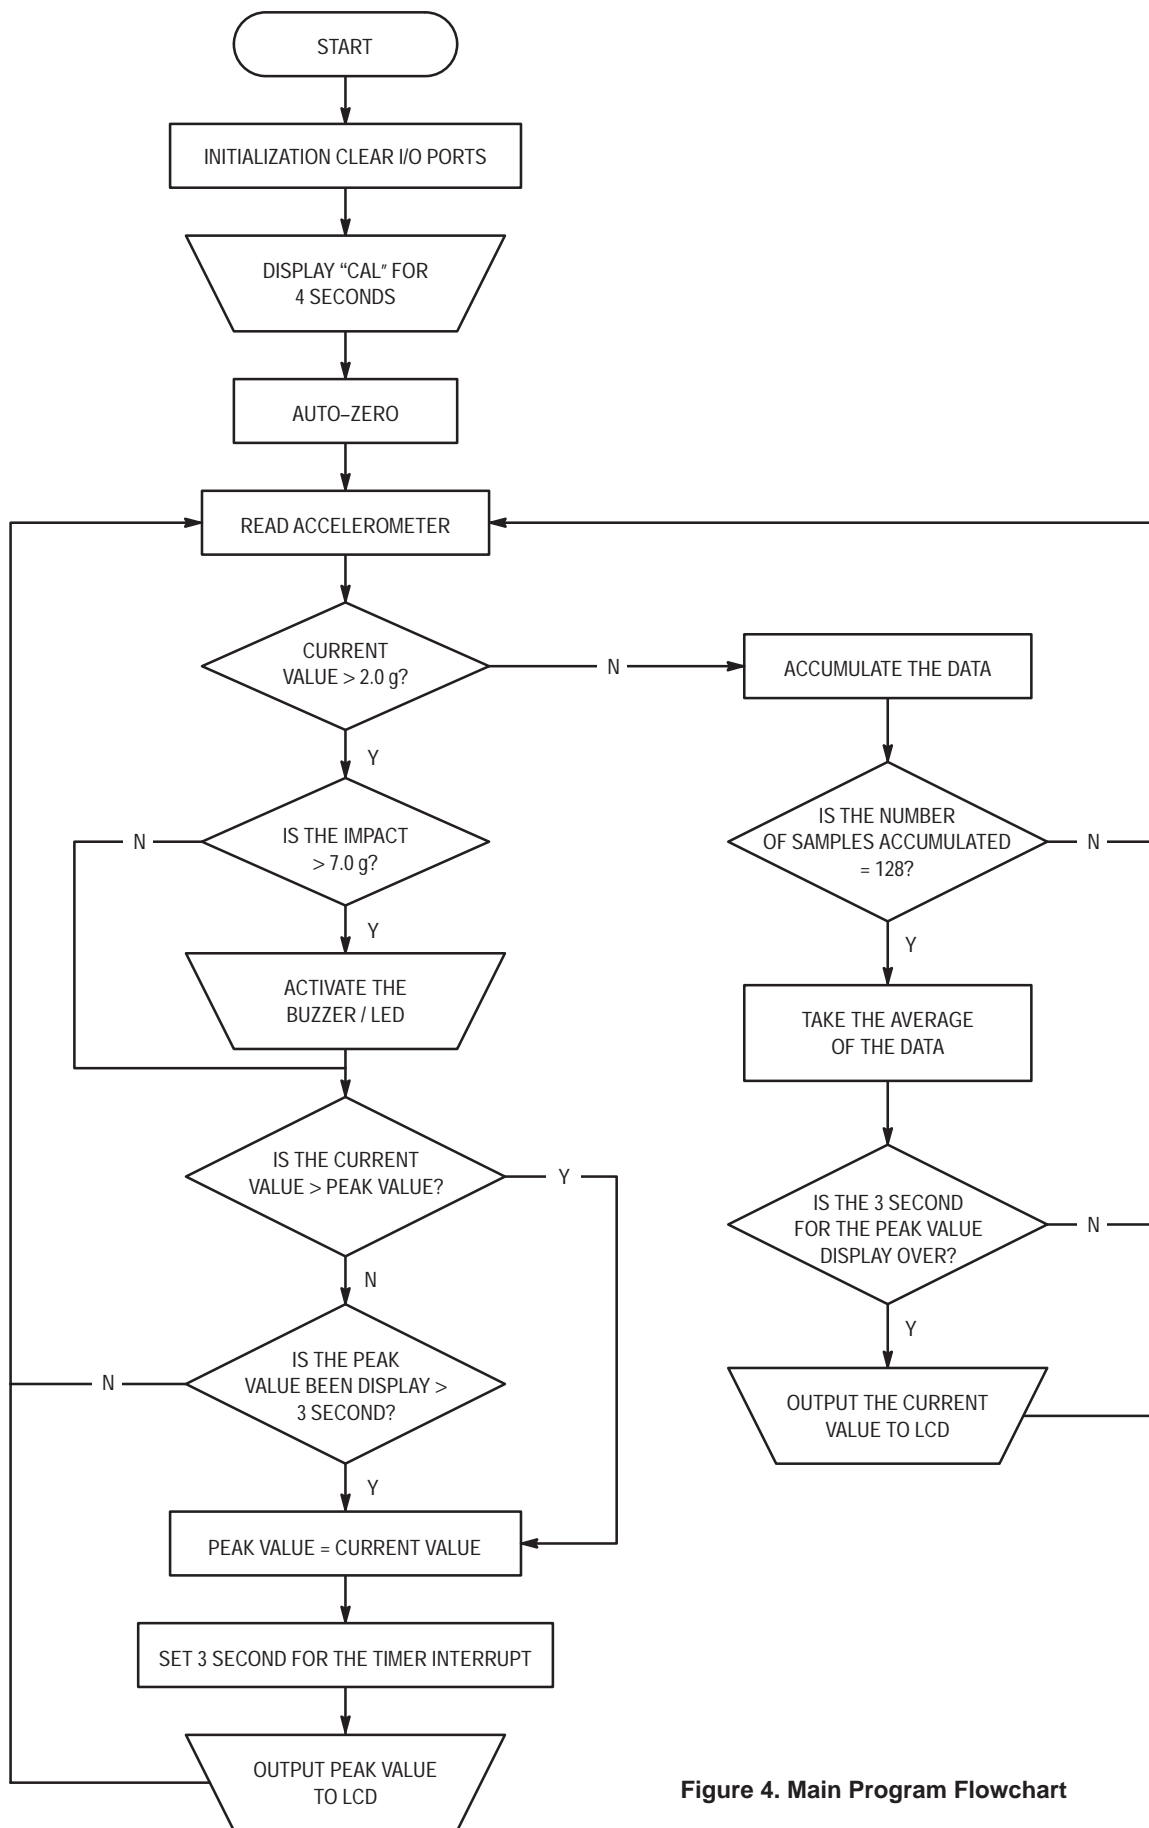 START
INITIALIZATION CLEAR I/O PORTS
DISPLAY “CAL” FOR
4 SECONDS
AUTO–ZERO
READ ACCELEROMETER
CURRENT
VALUE > 2.0 g?
N
ACCUMULATE THE DATA
Y
IS THE IMPACT
> 7.0 g?
N
IS THE NUMBER
OF SAMPLES ACCUMULATED
= 128?
N
Y
Y
ACTIVATE THE
BUZZER / LED
TAKE THE AVERAGE
OF THE DATA
IS THE CURRENT
VALUE > PEAK VALUE?
Y
IS THE 3 SECOND
FOR THE PEAK VALUE
DISPLAY OVER?
N
N
Y
IS THE PEAK
VALUE BEEN DISPLAY >
3 SECOND?
N
OUTPUT THE CURRENT
VALUE TO LCD
Y
PEAK VALUE = CURRENT VALUE
SET 3 SECOND FOR THE TIMER INTERRUPT
OUTPUT PEAK VALUE
TO LCD
Figure 4. Main Program Flowchart